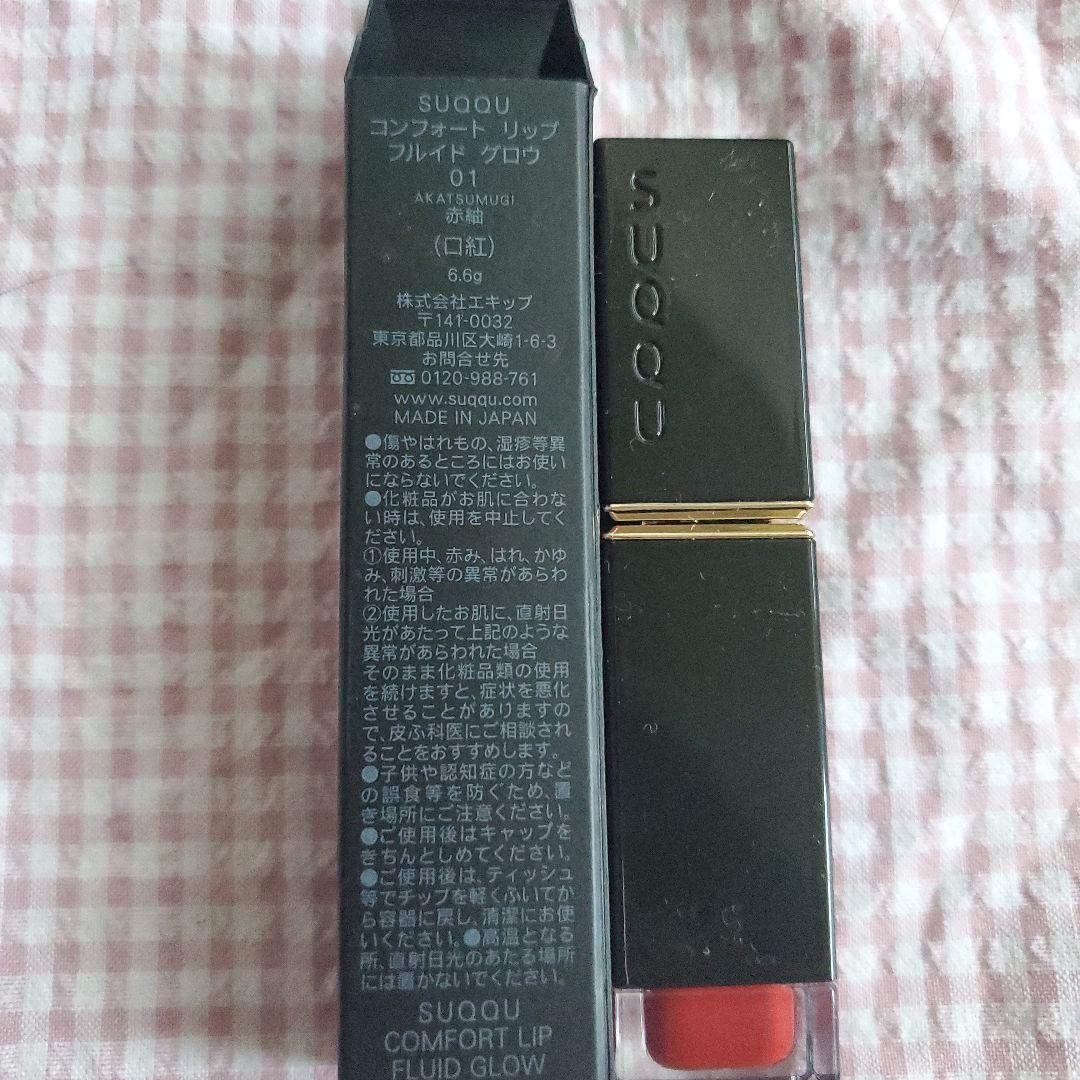 SUQQU
コンフォート リップ
フルイド グロウ
01
AKATSUMUGI
赤紬
(口紅)
6.6g
株式会社エキップ
〒141-0032
東京都品川区大崎1-6-3
お問合せ先
0120-988-761
www.suqqu.com
MADE IN JAPAN
●傷やはれもの、湿疹等異
常のあるところにはお使い
にならないでください。
●化粧品がお肌に合わな
い時は、使用を中止してく
ださい。
①使用中、赤み、はれ、かゆ
み、刺激等の異常があらわ
れた場合
②使用したお肌に、直射日
光があたって上記のような
異常があらわれた場合
そのまま化粧品類の使用
を続けますと、症状を悪化
させることがありますの
で、皮ふ科医にご相談され
ることをおすすめします。
●子供や認知症の方など
の誤食等を防ぐため、置
き場所にご注意ください。
●ご使用後はキャップを
きちんとしめてください。
●ご使用後は、ティッシュ
等でチップを軽くふいてか
ら容器に戻し、清潔にお使
いください。●高温となる
所、直射日光のあたる場所
には置かないでください。
SUQQU
COMFORT LIP
FLUID GLOW
SUQQU